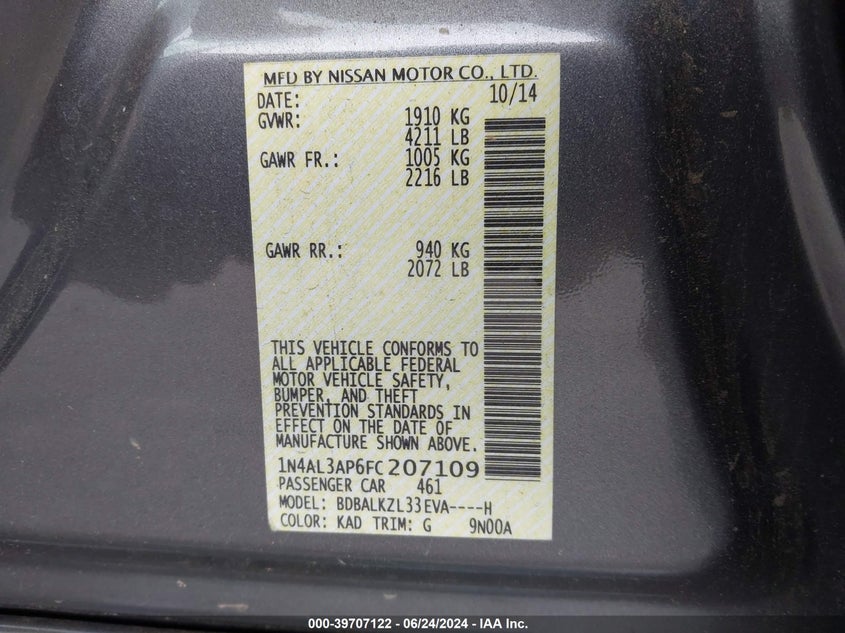 MFD BY NISSAN MOTOR CO., LTD.
DATE: 10/14
GVWR: 1910 KG
4211 LB
GAWR FR.: 1005 KG
2216 LB
GAWR RR.: 940 KG
2072 LB
THIS VEHICLE CONFORMS TO
ALL APPLICABLE FEDERAL
MOTOR VEHICLE SAFETY,
BUMPER, AND THEFT
PREVENTION STANDARDS IN
EFFECT ON THE DATE OF
MANUFACTURE SHOWN ABOVE.
1N4AL3AP6FC207109
PASSENGER CAR 461
MODEL: BDBALKZL33EVA----H
COLOR: KAD TRIM: G 9N00A
000-39707122 - 06/24/2024 - IAA Inc.